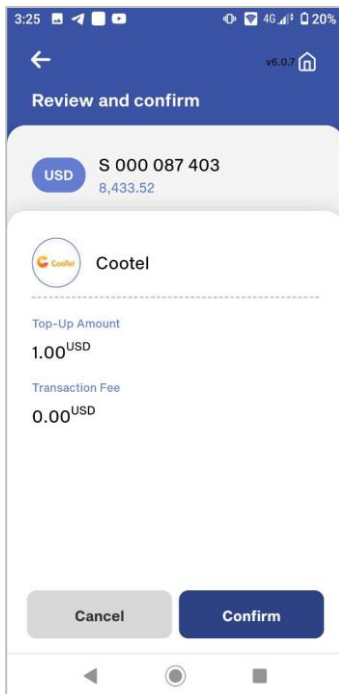 3:25
4G 20%
v6.0.7
Review and confirm
USD
S 000 087 403
8,433.52
Cootel
Cootel
Top-Up Amount
1.00USD
Transaction Fee
0.00USD
Cancel
Confirm